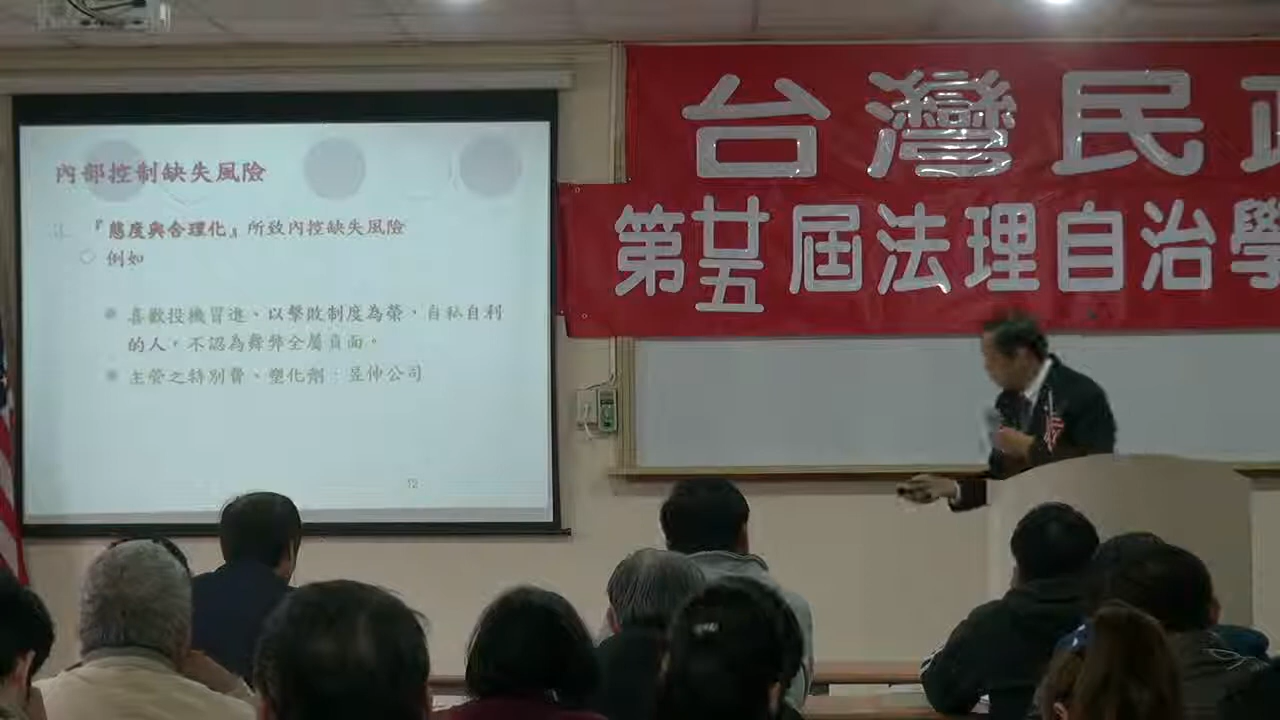 內部控制缺失風險
『態度與合理化』所致內控缺失風險
例如
喜歡投機冒進、以擊敗制度為榮，自私自利
的人，不認為舞弊全屬負面。
主管之特別費、塑化劑：昱伸公司
12
台灣民政
第廿五屆法理自治學